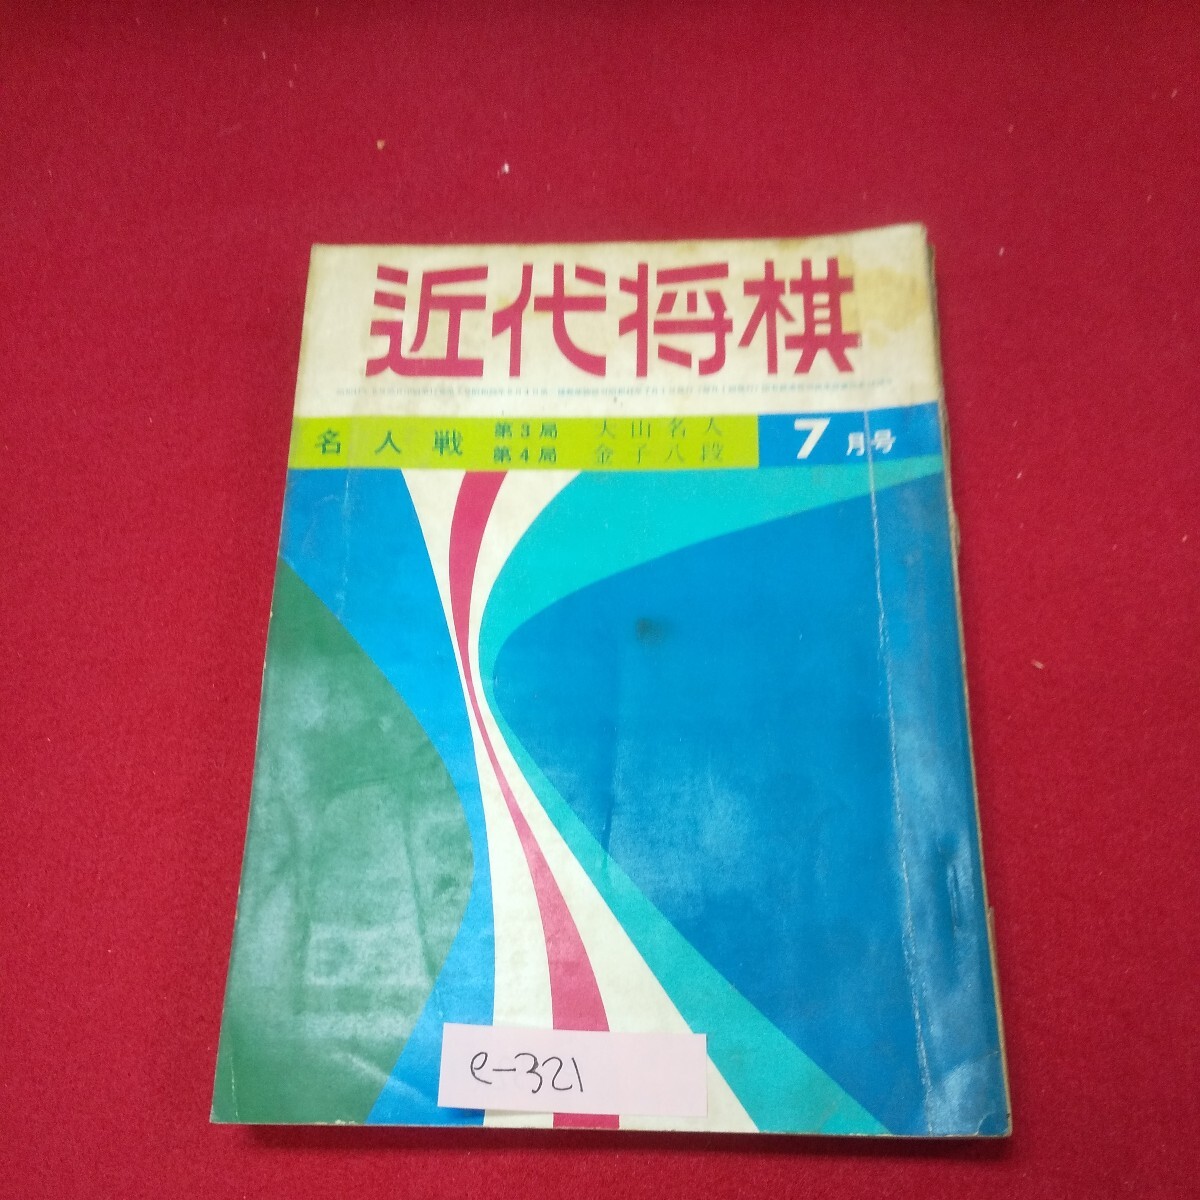 近代将棋
名人戦 第3局 大山名人
第4局 金子八段
7月号
e-321